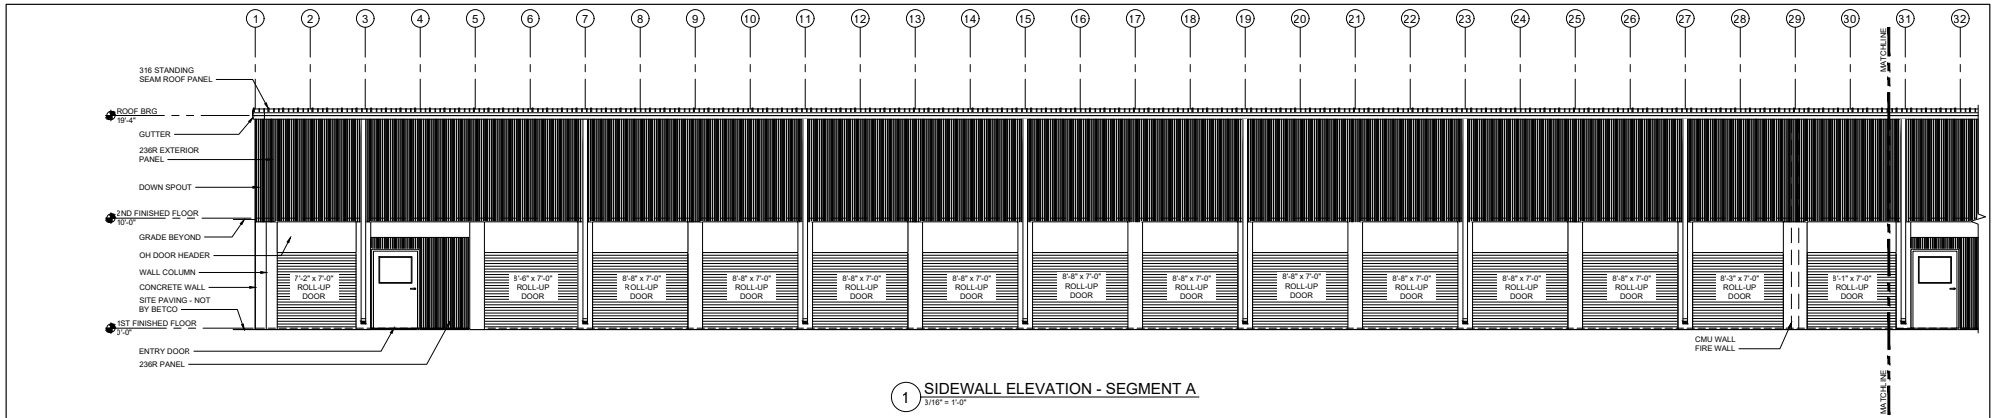 1 2 3 4 5 6 7 8 9 10 11 12 13 14 15 16 17 18 19 20 21 22 23 24 25 26 27 28 29 30 31 32
MATCHLINE
316 STANDING
SEAM ROOF PANEL
ROOF BRG
19'-4"
GUTTER
236R EXTERIOR
PANEL
DOWN SPOUT
2ND FINISHED FLOOR
10'-0"
GRADE BEYOND
OH DOOR HEADER
WALL COLUMN
CONCRETE WALL
SITE PAVING - NOT
BY BETCO
1ST FINISHED FLOOR
0'-0"
ENTRY DOOR
236R PANEL
7'-2" x 7'-0"
ROLL-UP
DOOR
8'-6" x 7'-0"
ROLL-UP
DOOR
8'-8" x 7'-0"
ROLL-UP
DOOR
8'-8" x 7'-0"
ROLL-UP
DOOR
8'-8" x 7'-0"
ROLL-UP
DOOR
8'-8" x 7'-0"
ROLL-UP
DOOR
8'-8" x 7'-0"
ROLL-UP
DOOR
8'-8" x 7'-0"
ROLL-UP
DOOR
8'-8" x 7'-0"
ROLL-UP
DOOR
8'-8" x 7'-0"
ROLL-UP
DOOR
8'-8" x 7'-0"
ROLL-UP
DOOR
8'-8" x 7'-0"
ROLL-UP
DOOR
8'-3" x 7'-0"
ROLL-UP
DOOR
8'-1" x 7'-0"
ROLL-UP
DOOR
CMU WALL
FIRE WALL
MATCHLINE
1 SIDEWALL ELEVATION - SEGMENT A
3/16" = 1'-0"